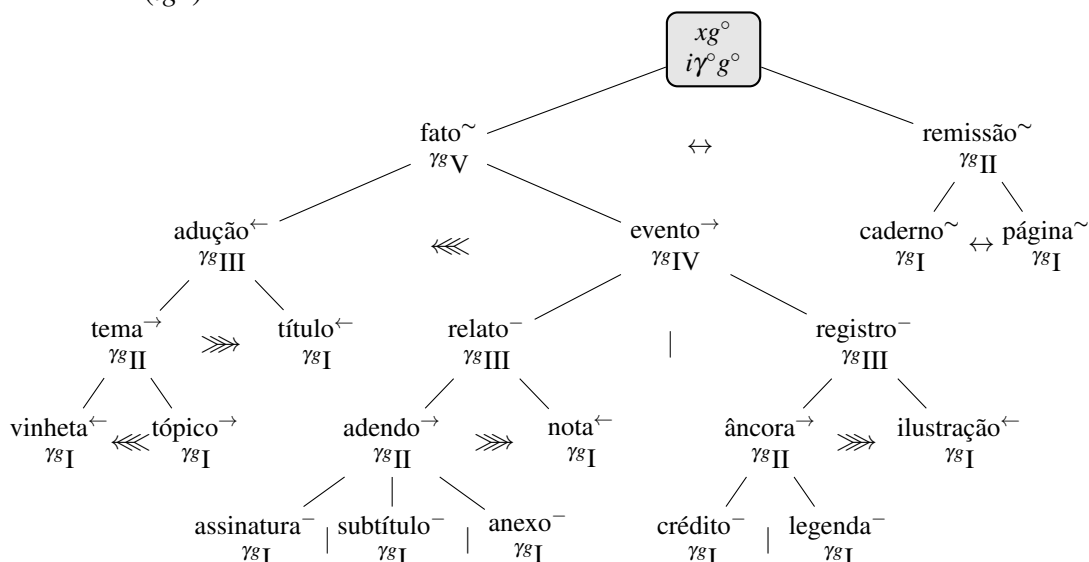 xg°
iγ°g°
fato~ ↔ remissão~
γgV γgII
adução← ⋘ evento→ caderno~ ↔ página~
γgIII γgIV γgI γgI
tema→ ⋙ título← relato− | registro−
γgII γgI γgIII γgIII
vinheta← ⋘ tópico→ adendo→ ⋙ nota← âncora→ ⋙ ilustração←
γgI γgI γgII γgI γgII γgI
assinatura− | subtítulo− | anexo− crédito− | legenda−
γgI γgI γgI γgI γgI